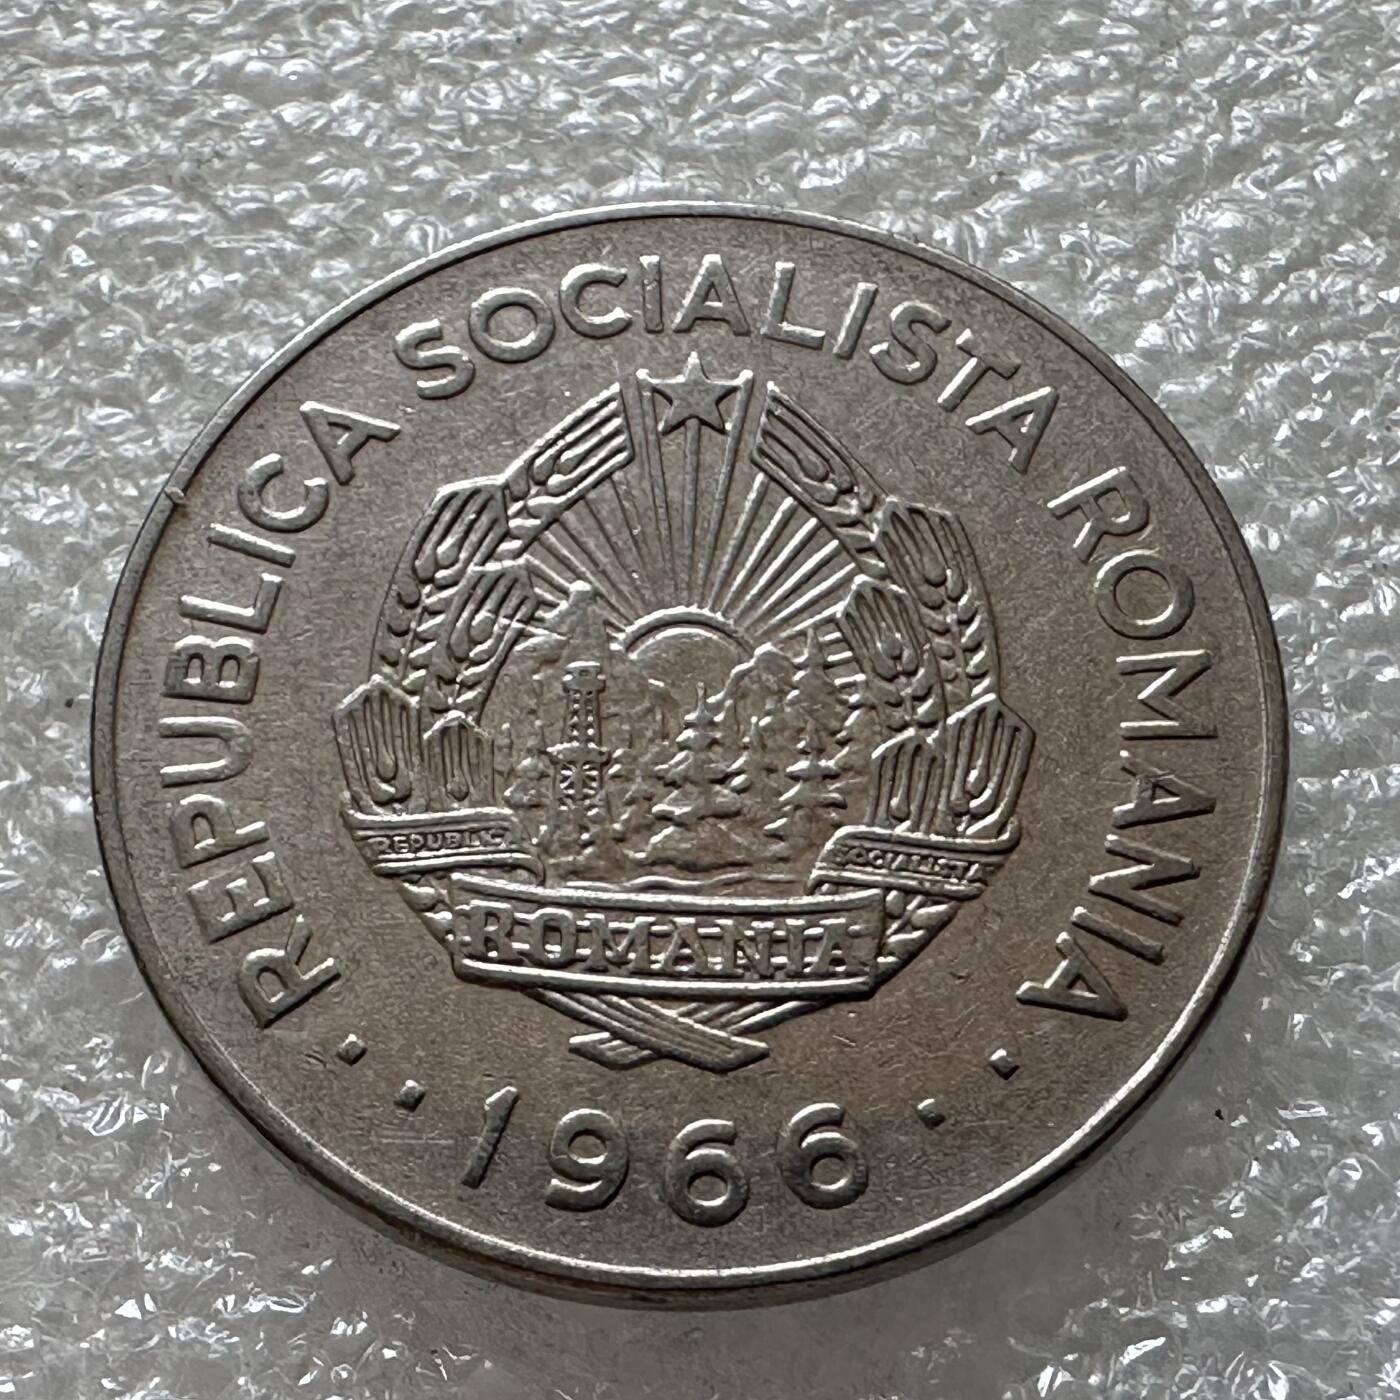 REPUBLICA SOCIALISTA ROMANIA
REPUBLICA
SOCIALISTA
ROMANIA
1966